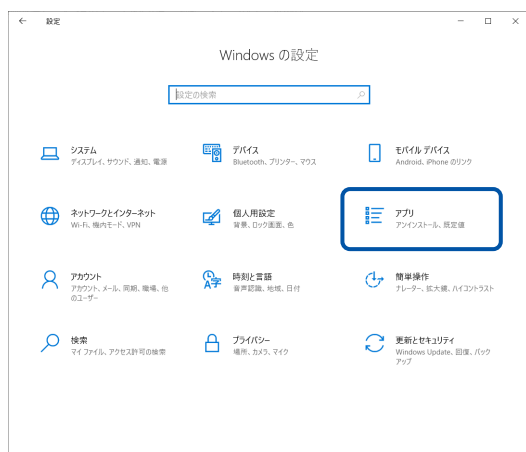 設定
Windows の設定
設定の検索
システム
ディスプレイ、サウンド、通知、電源
デバイス
Bluetooth、プリンター、マウス
モバイル デバイス
Android、iPhone のリンク
ネットワークとインターネット
Wi-Fi、機内モード、VPN
個人用設定
背景、ロック画面、色
アプリ
アンインストール、既定値
アカウント
アカウント、メール、同期、職場、他
のユーザー
時刻と言語
音声認識、地域、日付
簡単操作
ナレーター、拡大鏡、ハイコントラスト
検索
マイ ファイル、アクセス許可の検索
プライバシー
場所、カメラ、マイク
更新とセキュリティ
Windows Update、回復、バック
アップ